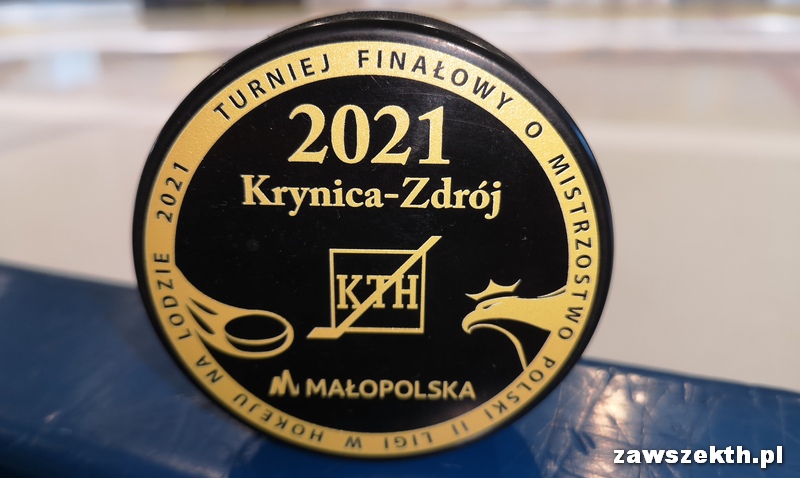 TURNIEJ FINAŁOWY O MISTRZOSTWO POLSKI II LIGI W HOKEJU NA LODZIE 2021
2021
Krynica-Zdrój
KTH
MAŁOPOLSKA
zawszekth.pl